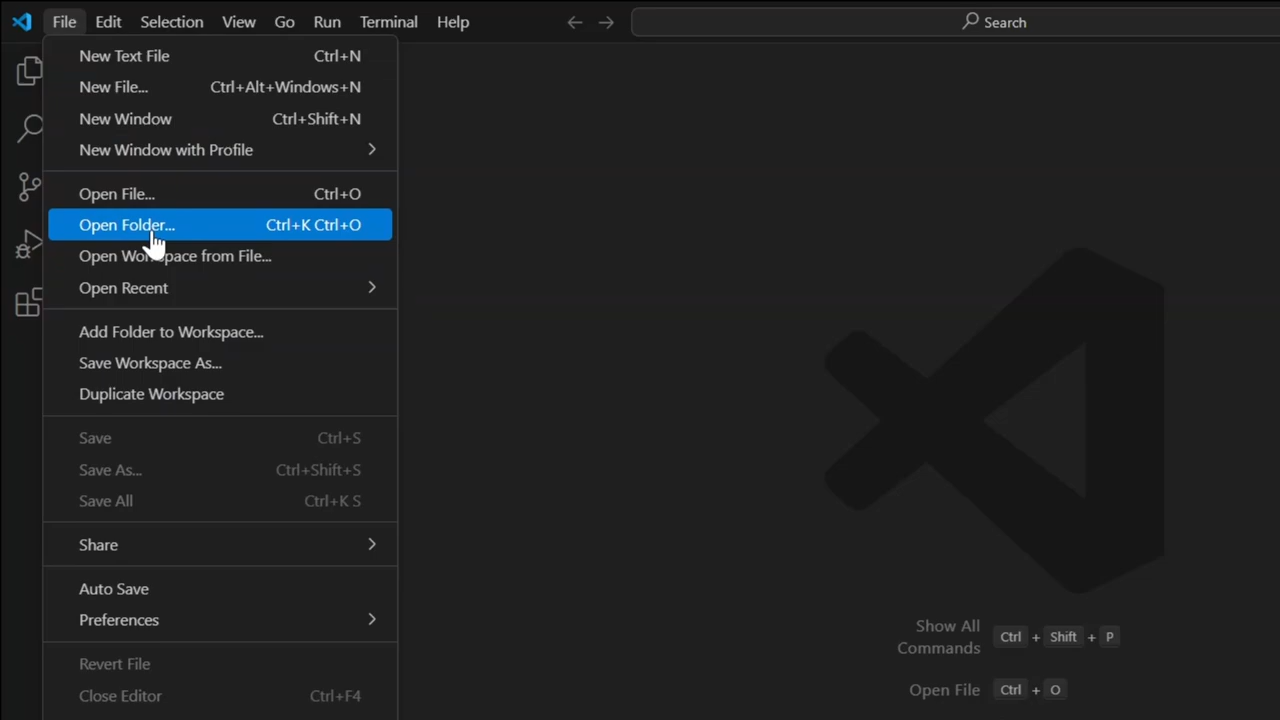 File Edit Selection View Go Run Terminal Help Search
New Text File Ctrl+N
New File... Ctrl+Alt+Windows+N
New Window Ctrl+Shift+N
New Window with Profile
Open File... Ctrl+O
Open Folder... Ctrl+K Ctrl+O
Open Workspace from File...
Open Recent
Add Folder to Workspace...
Save Workspace As...
Duplicate Workspace
Save Ctrl+S
Save As... Ctrl+Shift+S
Save All Ctrl+K S
Share
Auto Save
Preferences
Revert File
Close Editor Ctrl+F4
Show All
Commands Ctrl + Shift + P
Open File Ctrl + O